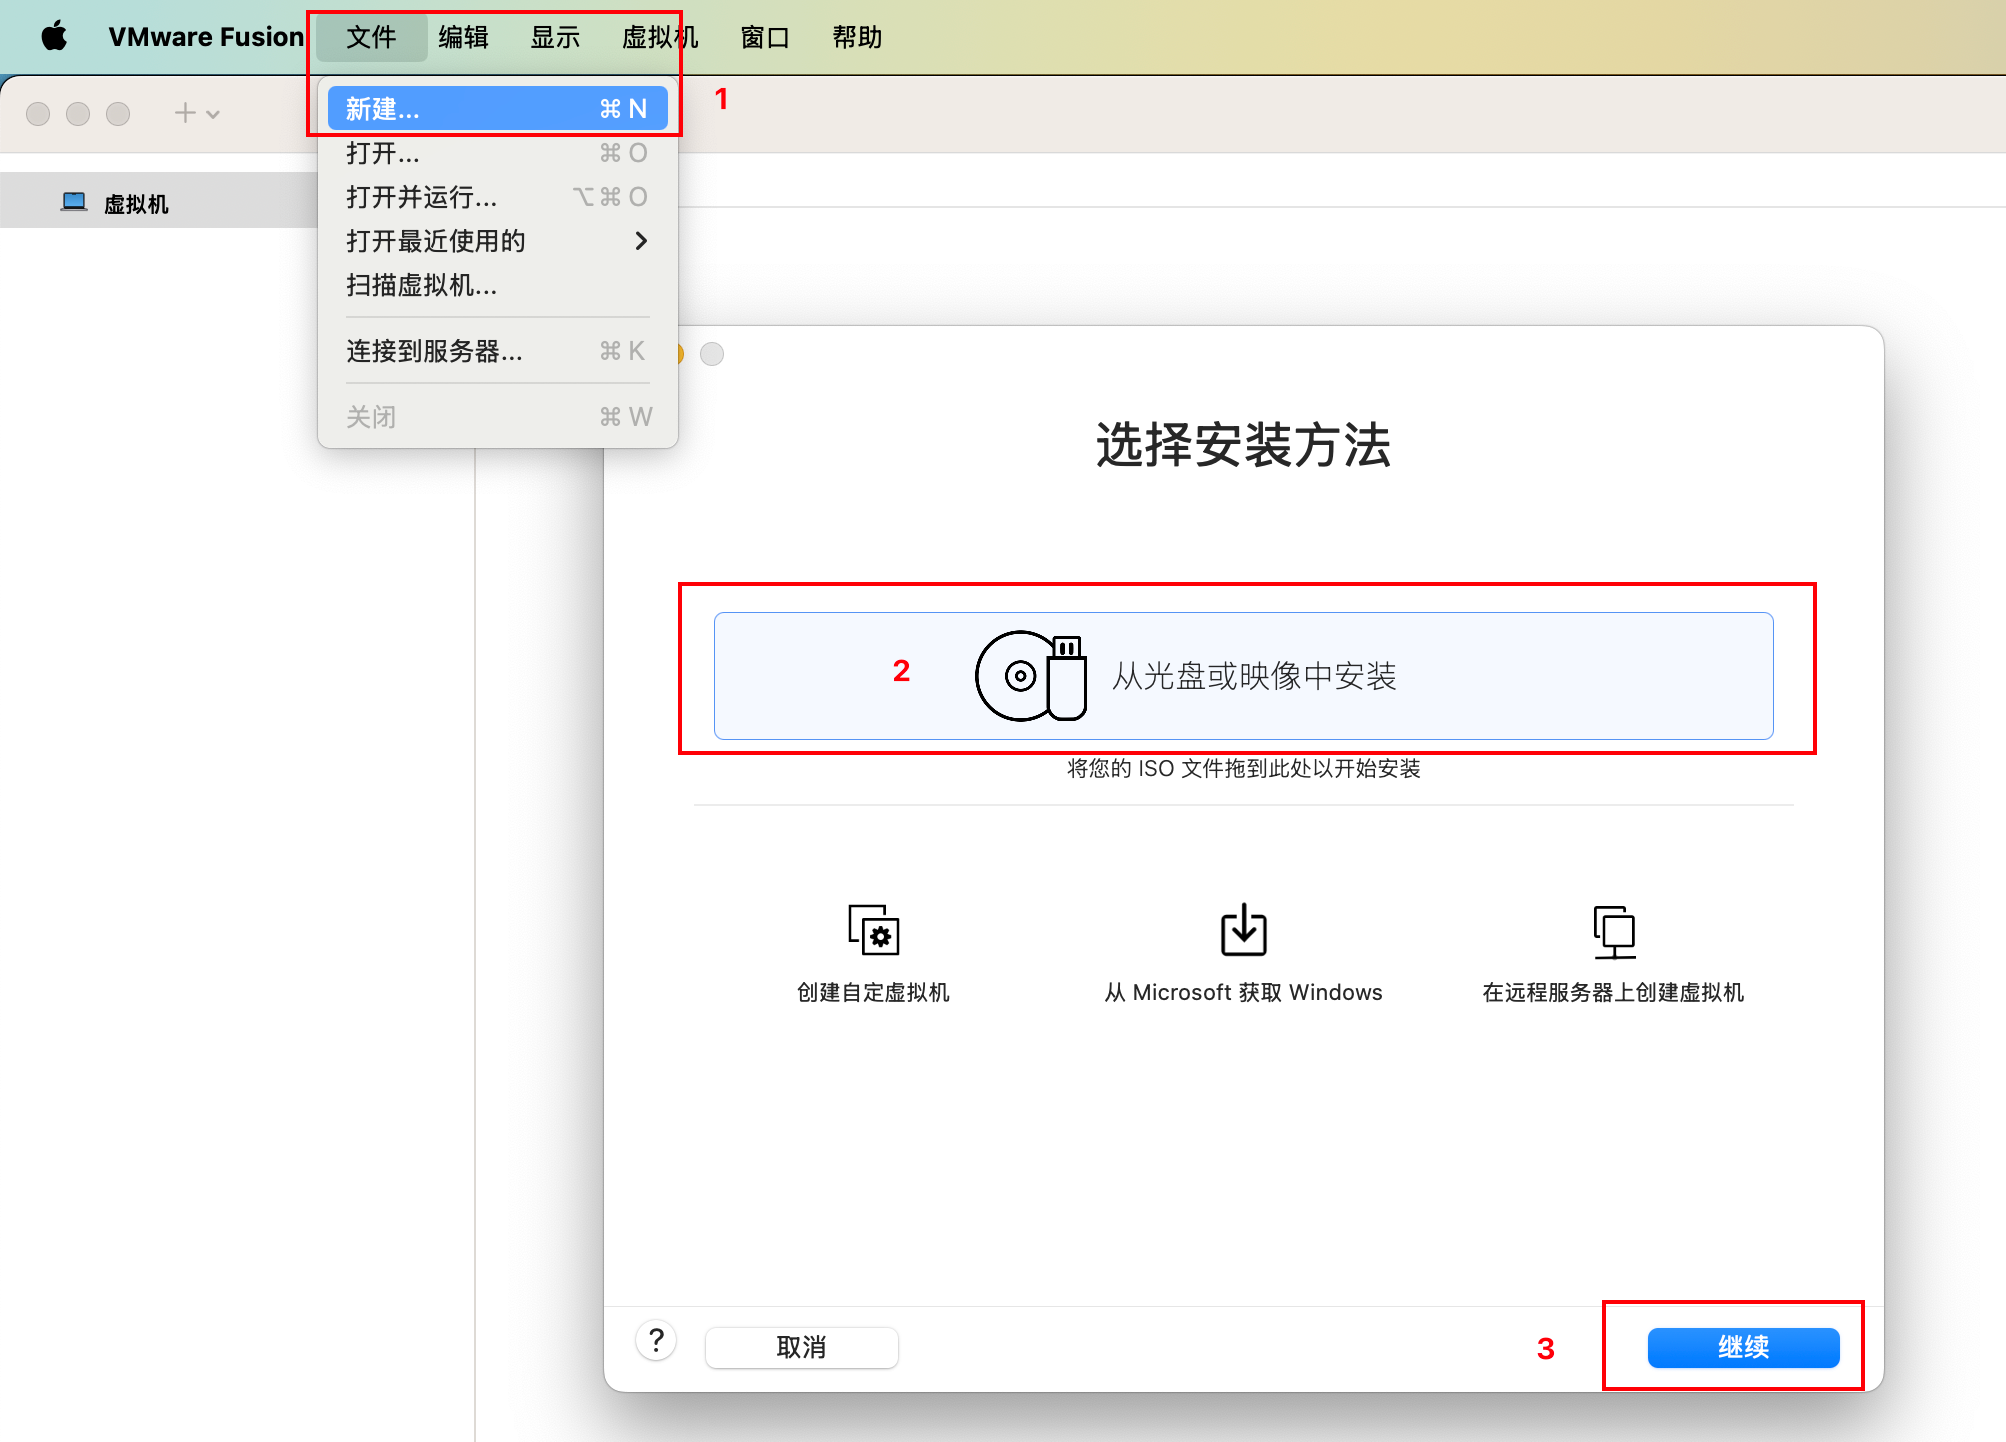 VMware Fusion 文件 编辑 显示 虚拟机 窗口 帮助
新建... ⌘ N
1
打开... ⌘ O
打开并运行... ⌥ ⌘ O
打开最近使用的
扫描虚拟机...
连接到服务器... ⌘ K
关闭 ⌘ W
虚拟机
选择安装方法
2
从光盘或映像中安装
将您的 ISO 文件拖到此处以开始安装
创建自定虚拟机
从 Microsoft 获取 Windows
在远程服务器上创建虚拟机
?
取消
3
继续